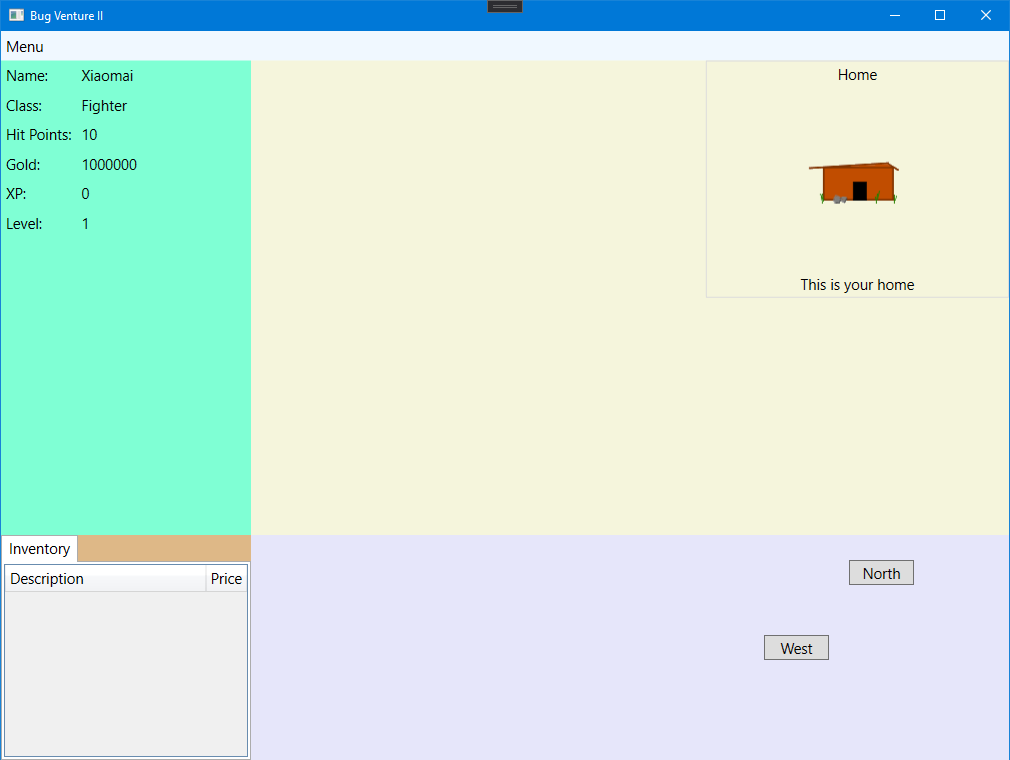 Bug Venture II
Menu
Name: Xiaomai
Class: Fighter
Hit Points: 10
Gold: 1000000
XP: 0
Level: 1
Home
This is your home
Inventory
Description Price
North
West